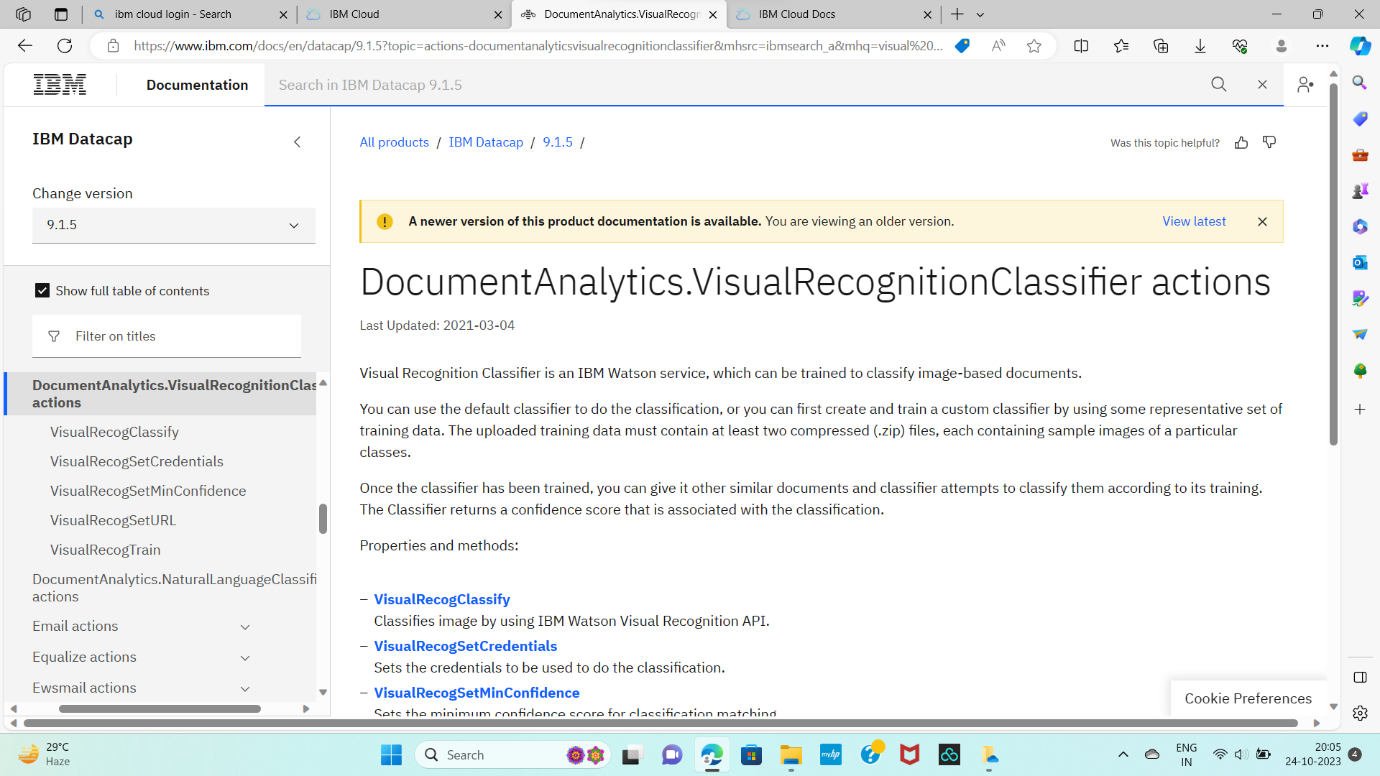 ibm cloud login - Search
IBM Cloud
DocumentAnalytics.VisualRecogn
IBM Cloud Docs
https://www.ibm.com/docs/en/datacap/9.1.5?topic=actions-documentanalyticsvisualrecognitionclassifier&mhsrc=ibmsearch_a&mhq=visual%20...
IBM
Documentation
Search in IBM Datacap 9.1.5
IBM Datacap
Change version
9.1.5
Show full table of contents
Filter on titles
DocumentAnalytics.VisualRecognitionClas
actions
VisualRecogClassify
VisualRecogSetCredentials
VisualRecogSetMinConfidence
VisualRecogSetURL
VisualRecogTrain
DocumentAnalytics.NaturalLanguageClassifi
actions
Email actions
Equalize actions
Ewsmail actions
All products / IBM Datacap / 9.1.5 /
Was this topic helpful?
A newer version of this product documentation is available. You are viewing an older version.
View latest
DocumentAnalytics.VisualRecognitionClassifier actions
Last Updated: 2021-03-04
Visual Recognition Classifier is an IBM Watson service, which can be trained to classify image-based documents.
You can use the default classifier to do the classification, or you can first create and train a custom classifier by using some representative set of
training data. The uploaded training data must contain at least two compressed (.zip) files, each containing sample images of a particular
classes.
Once the classifier has been trained, you can give it other similar documents and classifier attempts to classify them according to its training.
The Classifier returns a confidence score that is associated with the classification.
Properties and methods:
– VisualRecogClassify
Classifies image by using IBM Watson Visual Recognition API.
– VisualRecogSetCredentials
Sets the credentials to be used to do the classification.
– VisualRecogSetMinConfidence
Sets the minimum confidence score for classification matching
Cookie Preferences
29°C
Haze
Search
myhp
ENG
IN
20:05
24-10-2023
4